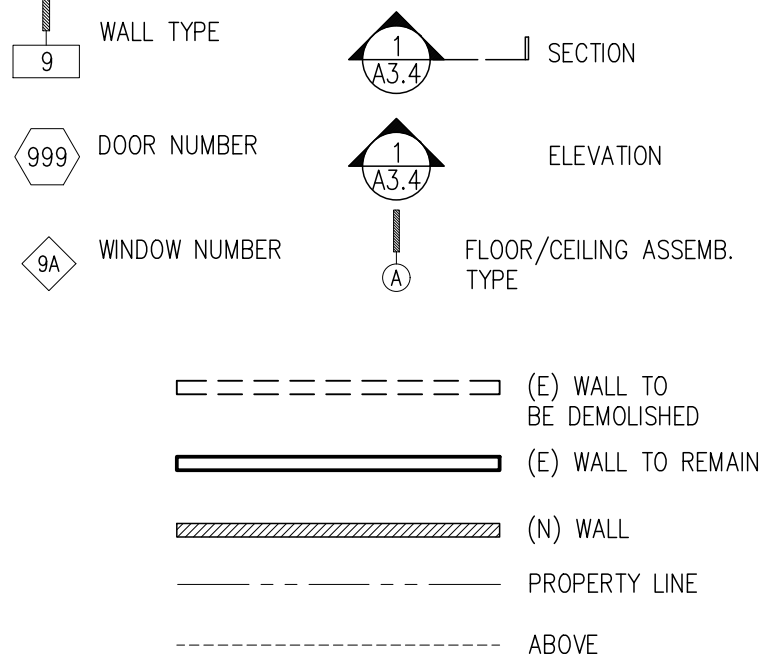 WALL TYPE
9
1
A3.4
SECTION
999
DOOR NUMBER
1
A3.4
ELEVATION
9A
WINDOW NUMBER
A
FLOOR/CEILING ASSEMB.
TYPE
(E) WALL TO
BE DEMOLISHED
(E) WALL TO REMAIN
(N) WALL
PROPERTY LINE
ABOVE